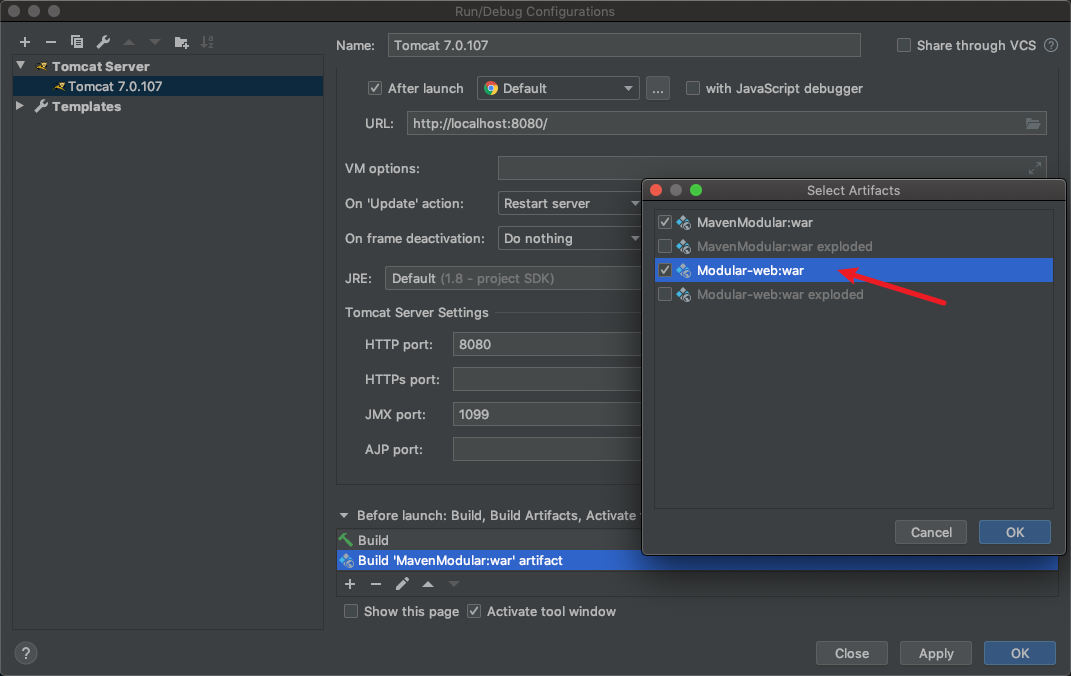 Run/Debug Configurations
Name: Tomcat 7.0.107 Share through VCS ?
Tomcat Server
Tomcat 7.0.107
Templates
After launch Default ... with JavaScript debugger
URL: http://localhost:8080/
VM options:
On 'Update' action: Restart server
On frame deactivation: Do nothing
JRE: Default (1.8 - project SDK)
Tomcat Server Settings
HTTP port: 8080
HTTPs port:
JMX port: 1099
AJP port:
Before launch: Build, Build Artifacts, Activate
Build
Build 'MavenModular:war' artifact
Show this page Activate tool window
? Close Apply OK
Select Artifacts
MavenModular:war
MavenModular:war exploded
Modular-web:war
Modular-web:war exploded
Cancel OK